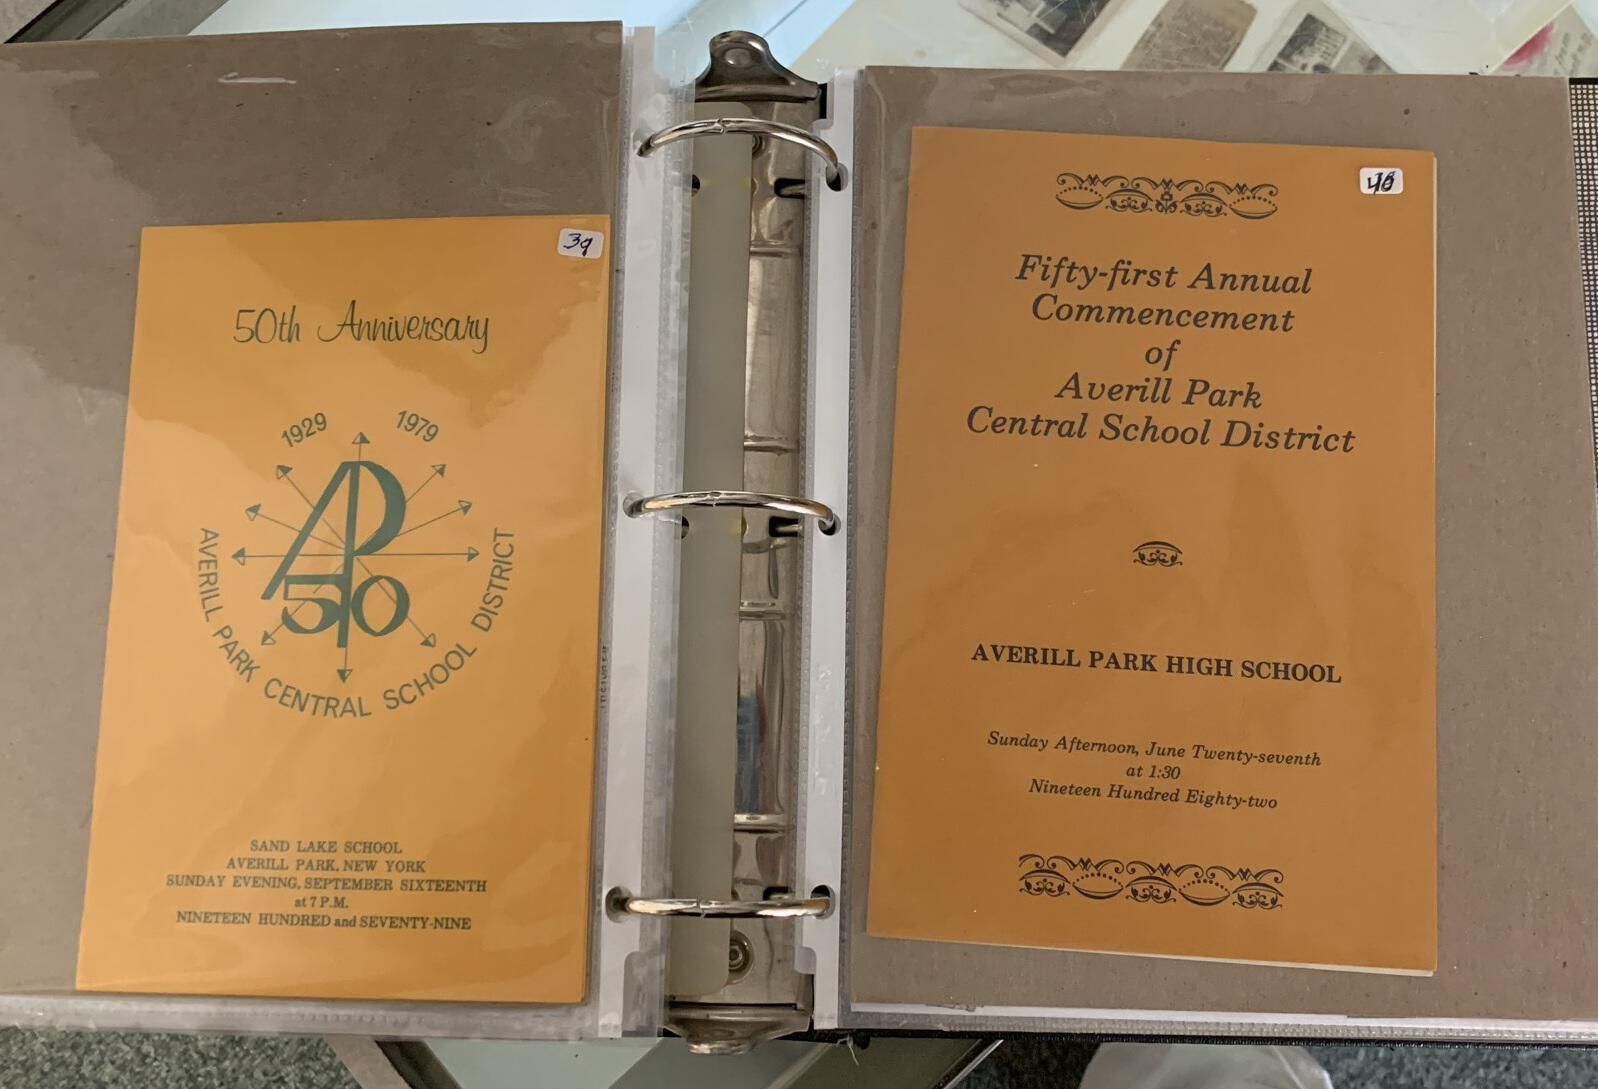 39
50th Anniversary
1929 1979
AP
50
AVERILL PARK CENTRAL SCHOOL DISTRICT
SAND LAKE SCHOOL
AVERILL PARK, NEW YORK
SUNDAY EVENING, SEPTEMBER SIXTEENTH
at 7 P.M.
NINETEEN HUNDRED and SEVENTY-NINE
Fifty-first Annual
Commencement
of
Averill Park
Central School District
AVERILL PARK HIGH SCHOOL
Sunday Afternoon, June Twenty-seventh
at 1:30
Nineteen Hundred Eighty-two